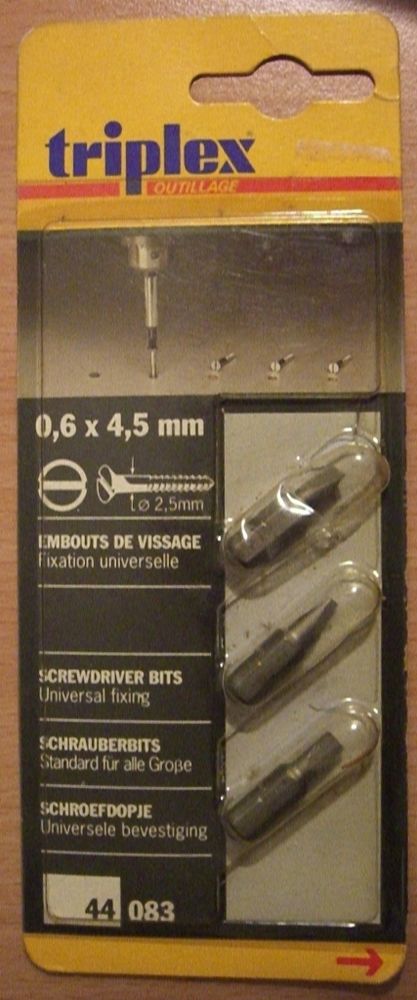 triplex
OUTILLAGE
0,6 x 4,5 mm
ø 2,5mm
EMBOUTS DE VISSAGE
Fixation universelle
SCREWDRIVER BITS
Universal fixing
SCHRAUBERBITS
Standard für alle Große
SCHROEFDOPJE
Universele bevestiging
44 083